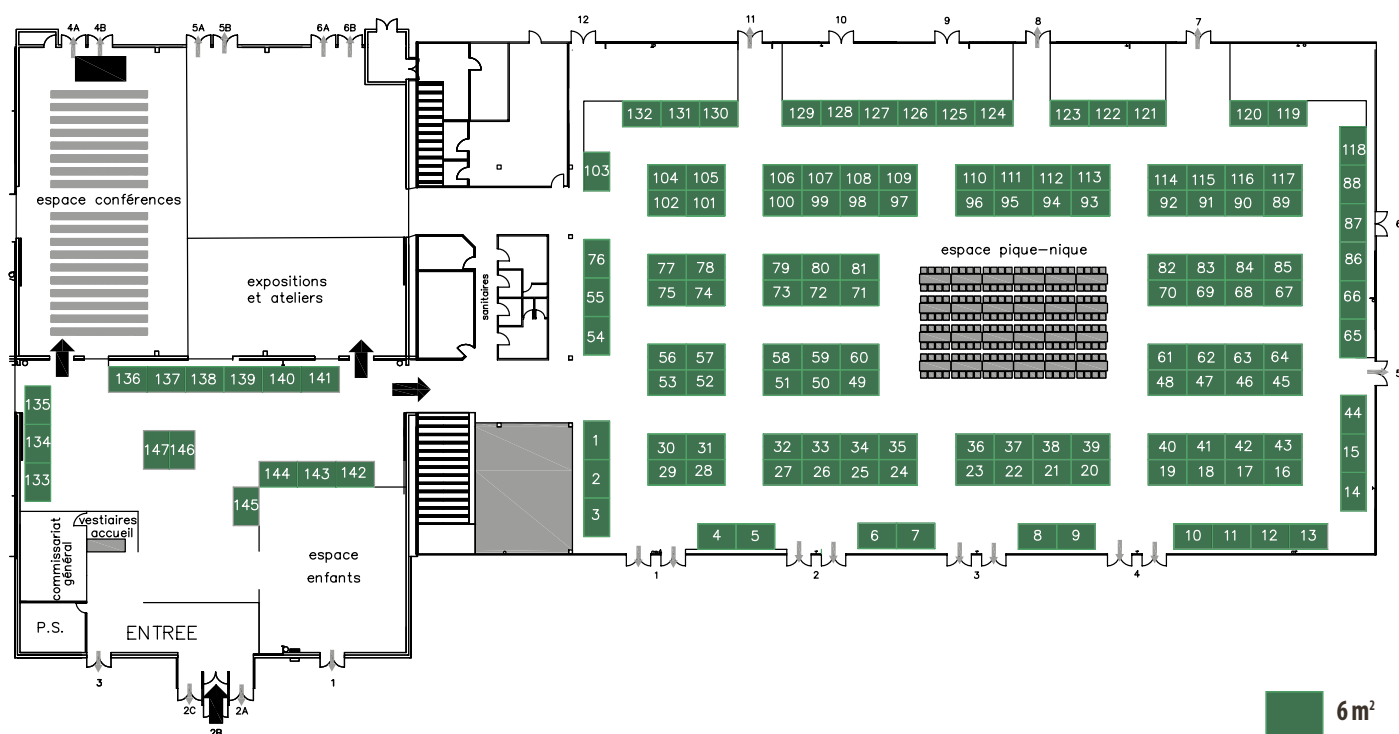 4A 4B 5A 5B 6A 6B 12 11 10 9 8 7
132 131 130 129 128 127 126 125 124 123 122 121 120 119
118
103 104 105 106 107 108 109 110 111 112 113 114 115 116 117 88
espace conférences 102 101 100 99 98 97 96 95 94 93 92 91 90 89
87 6
espace pique-nique
76 77 78 79 80 81 82 83 84 85 86
expositions
et ateliers
sanitaires
55 75 74 73 72 71 70 69 68 67 66
54 65
56 57 58 59 60 61 62 63 64
136 137 138 139 140 141 53 52 51 50 49 48 47 46 45 5
135 44
134 147 146 1 30 31 32 33 34 35 36 37 38 39 40 41 42 43 15
133 144 143 142 2 29 28 27 26 25 24 23 22 21 20 19 18 17 16 14
145 3
vestiaires
accueil
commissariat
général
4 5 6 7 8 9 10 11 12 13
espace
enfants
1 2 3 4
P.S. ENTREE
3 1
2C 2A
2B
6 m²